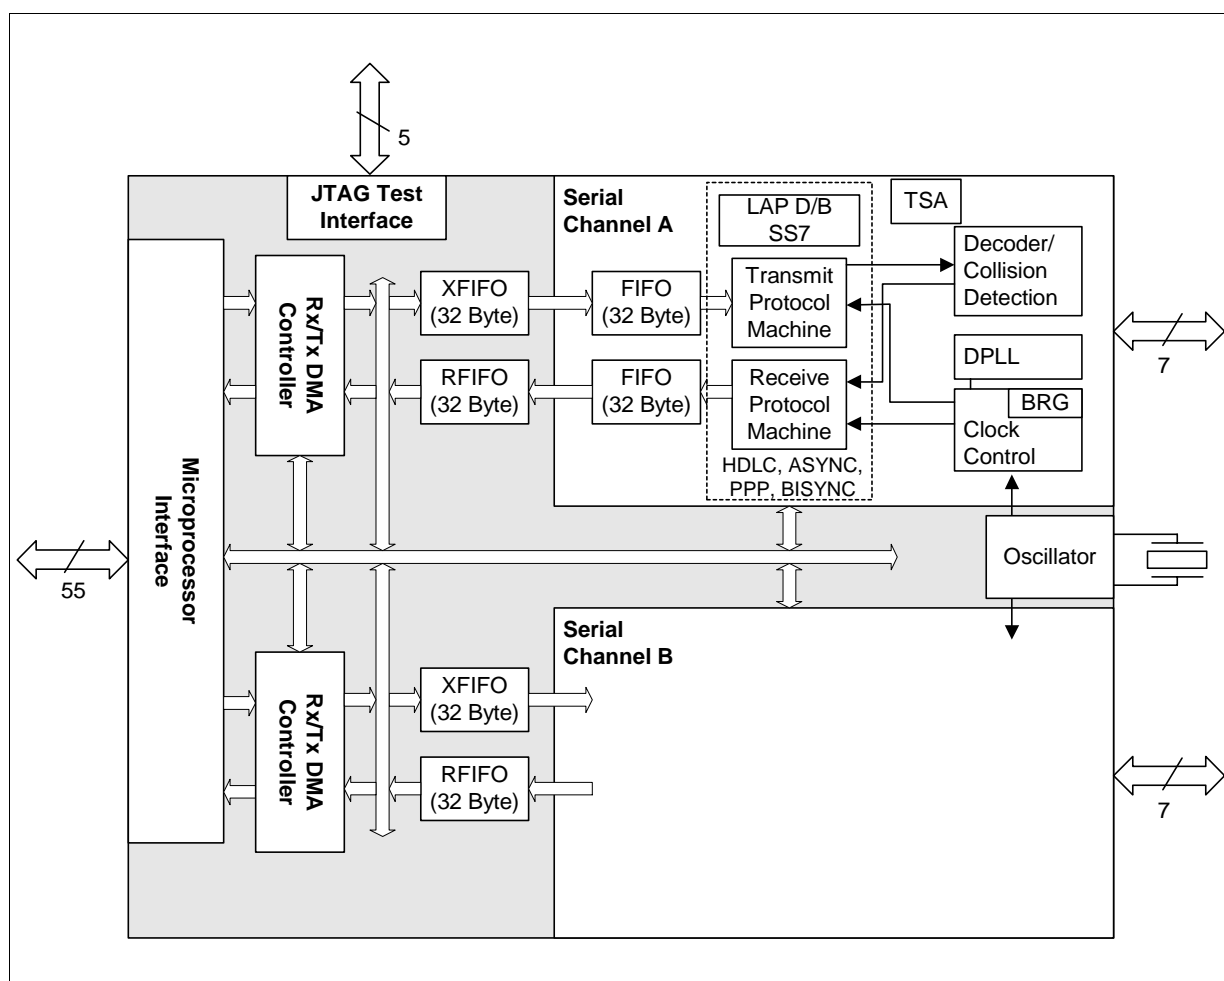 5
JTAG Test
Interface
Serial
Channel A
LAP D/B
SS7
TSA
Decoder/
Collision
Detection
Rx/Tx DMA
Controller
XFIFO
(32 Byte)
FIFO
(32 Byte)
Transmit
Protocol
Machine
7
DPLL
RFIFO
(32 Byte)
FIFO
(32 Byte)
Receive
Protocol
Machine
BRG
Clock
Control
HDLC, ASYNC,
PPP, BISYNC
Microprocessor
Interface
55
Oscillator
Serial
Channel B
Rx/Tx DMA
Controller
XFIFO
(32 Byte)
RFIFO
(32 Byte)
7